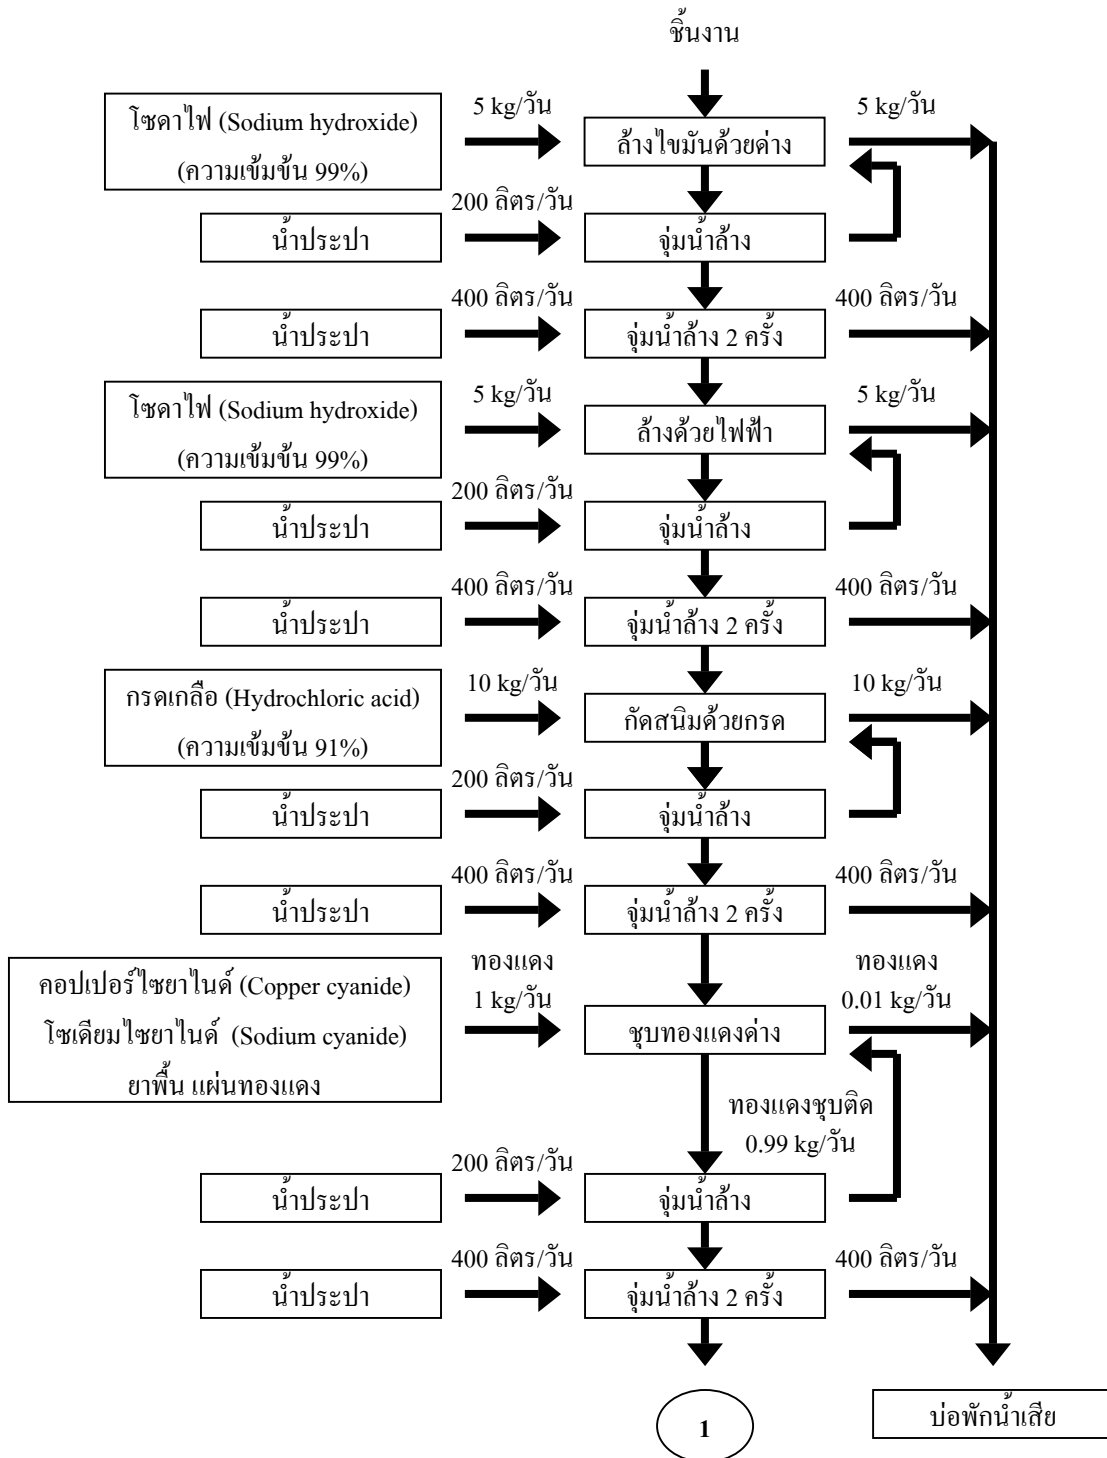 ชิ้นงาน
โซดาไฟ (Sodium hydroxide)
(ความเข้มข้น 99%)
5 kg/วัน
ล้างไขมันด้วยด่าง
5 kg/วัน
น้ำประปา
200 ลิตร/วัน
จุ่มน้ำล้าง
น้ำประปา
400 ลิตร/วัน
จุ่มน้ำล้าง 2 ครั้ง
400 ลิตร/วัน
โซดาไฟ (Sodium hydroxide)
(ความเข้มข้น 99%)
5 kg/วัน
ล้างด้วยไฟฟ้า
5 kg/วัน
น้ำประปา
200 ลิตร/วัน
จุ่มน้ำล้าง
น้ำประปา
400 ลิตร/วัน
จุ่มน้ำล้าง 2 ครั้ง
400 ลิตร/วัน
กรดเกลือ (Hydrochloric acid)
(ความเข้มข้น 91%)
10 kg/วัน
กัดสนิมด้วยกรด
10 kg/วัน
น้ำประปา
200 ลิตร/วัน
จุ่มน้ำล้าง
น้ำประปา
400 ลิตร/วัน
จุ่มน้ำล้าง 2 ครั้ง
400 ลิตร/วัน
คอปเปอร์ไซยาไนด์ (Copper cyanide)
โซเดียมไซยาไนด์ (Sodium cyanide)
ยาพื้น แผ่นทองแดง
ทองแดง
1 kg/วัน
ชุบทองแดงด่าง
ทองแดง
0.01 kg/วัน
ทองแดงชุบติด
0.99 kg/วัน
น้ำประปา
200 ลิตร/วัน
จุ่มน้ำล้าง
น้ำประปา
400 ลิตร/วัน
จุ่มน้ำล้าง 2 ครั้ง
400 ลิตร/วัน
1
บ่อพักน้ำเสีย